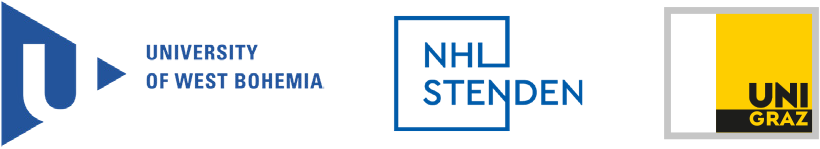 UNIVERSITY
OF WEST BOHEMIA
NHL
STENDEN
UNI
GRAZ